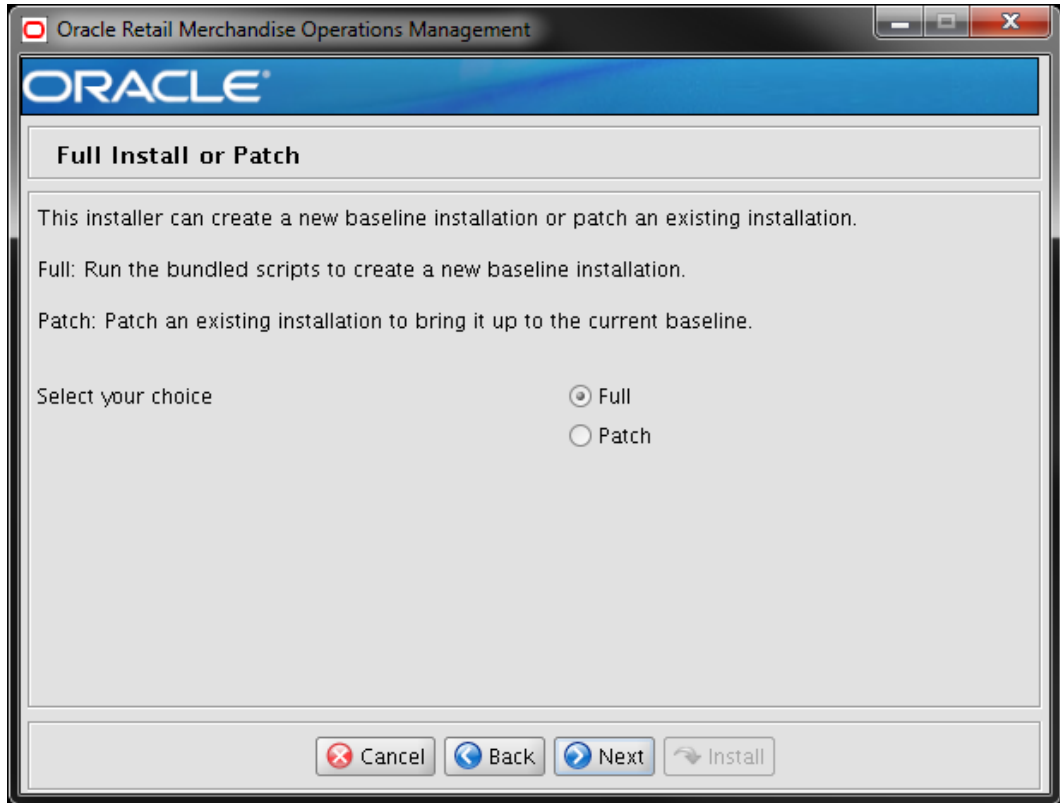 Oracle Retail Merchandise Operations Management
ORACLE®
Full Install or Patch
This installer can create a new baseline installation or patch an existing installation.
Full: Run the bundled scripts to create a new baseline installation.
Patch: Patch an existing installation to bring it up to the current baseline.
Select your choice
Full
Patch
Cancel Back Next Install